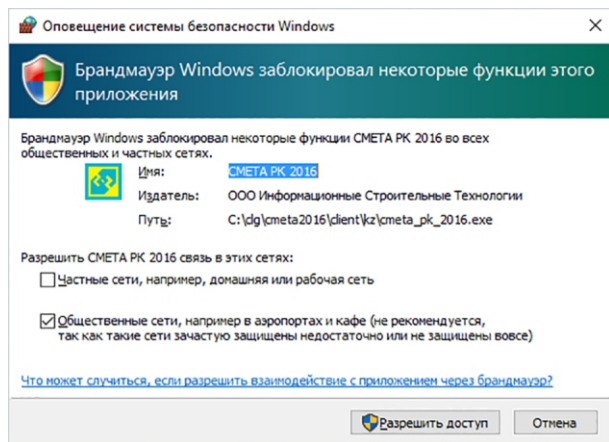 Оповещение системы безопасности Windows
Брандмауэр Windows заблокировал некоторые функции этого
приложения
Брандмауэр Windows заблокировал некоторые функции СМЕТА РК 2016 во всех
общественных и частных сетях.
Имя: СМЕТА РК 2016
Издатель: ООО Информационные Строительные Технологии
Путь: C:\dg\cmeta2016\client\kz\cmeta_pk_2016.exe
Разрешить СМЕТА РК 2016 связь в этих сетях:
Частные сети, например, домашняя или рабочая сеть
Общественные сети, например в аэропортах и кафе (не рекомендуется,
так как такие сети зачастую защищены недостаточно или не защищены вовсе)
Что может случиться, если разрешить взаимодействие с приложением через брандмауэр?
Разрешить доступ Отмена